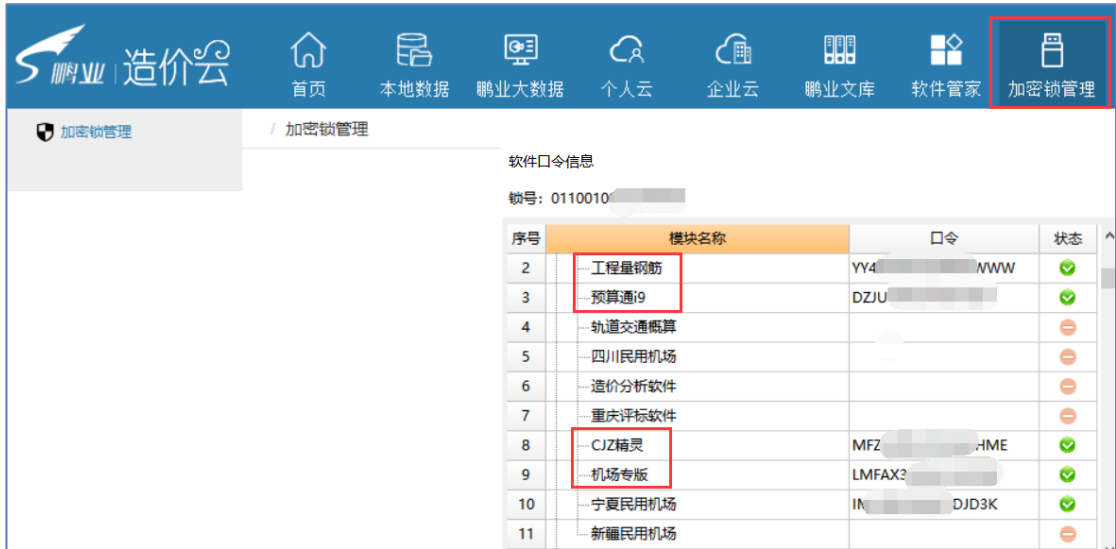 鹏业 造价云
首页 本地数据 鹏业大数据 个人云 企业云 鹏业文库 软件管家 加密锁管理
加密锁管理 / 加密锁管理
软件口令信息
锁号：0110010
序号 模块名称 口令 状态
2 工程量钢筋 YY4 WWW
3 预算通i9 DZJU
4 轨道交通概算
5 四川民用机场
6 造价分析软件
7 重庆评标软件
8 CJZ精灵 MFZ HME
9 机场专版 LMFAX3
10 宁夏民用机场 DJD3K
11 新疆民用机场